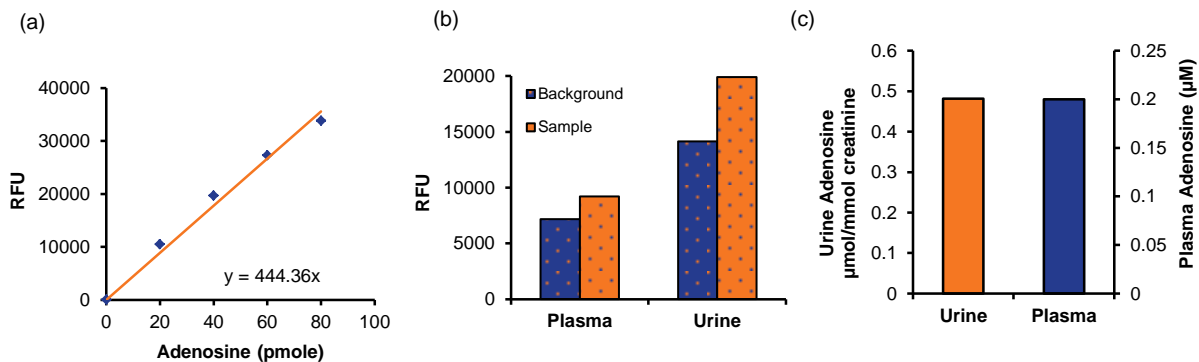 (a)
RFU
40000
30000
20000
10000
0
y = 444.36x
0 20 40 60 80 100
Adenosine (pmole)
(b)
RFU
20000
15000
10000
5000
0
Background
Sample
Plasma Urine
(c)
Urine Adenosine
µmol/mmol creatinine
0.6
0.5
0.4
0.3
0.2
0.1
0
0.25
0.2
0.15
0.1
0.05
0
Plasma Adenosine (µM)
Urine Plasma